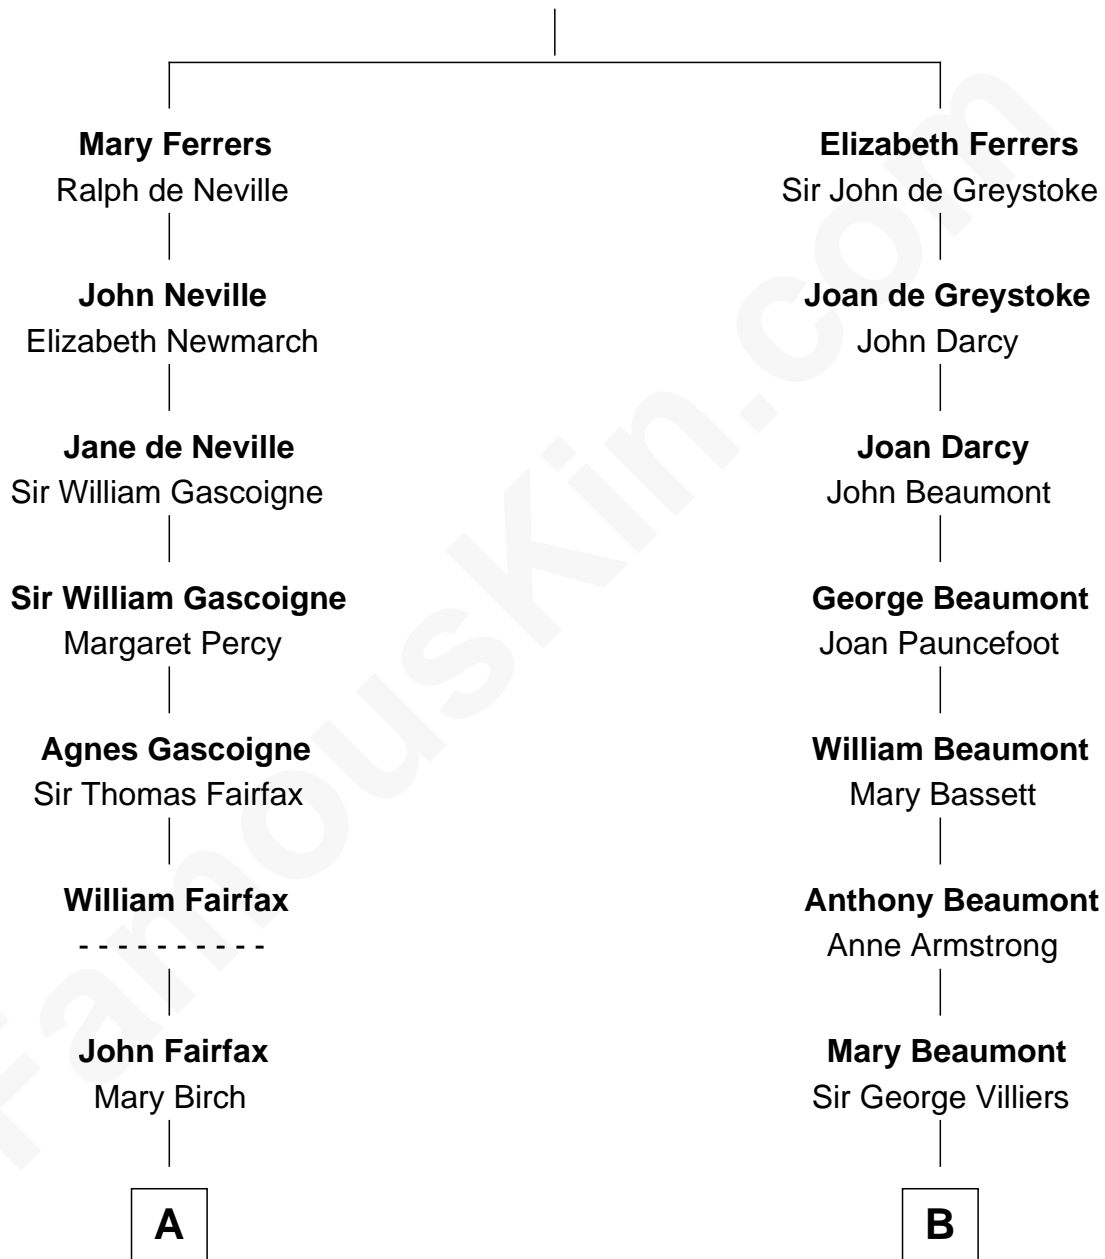 Mary Ferrers
Ralph de Neville
John Neville
Elizabeth Newmarch
Jane de Neville
Sir William Gascoigne
Sir William Gascoigne
Margaret Percy
Agnes Gascoigne
Sir Thomas Fairfax
William Fairfax
- - - - - - - - - -
John Fairfax
Mary Birch
A
Elizabeth Ferrers
Sir John de Greystoke
Joan de Greystoke
John Darcy
Joan Darcy
John Beaumont
George Beaumont
Joan Pauncefoot
William Beaumont
Mary Bassett
Anthony Beaumont
Anne Armstrong
Mary Beaumont
Sir George Villiers
B
FamousKin.com